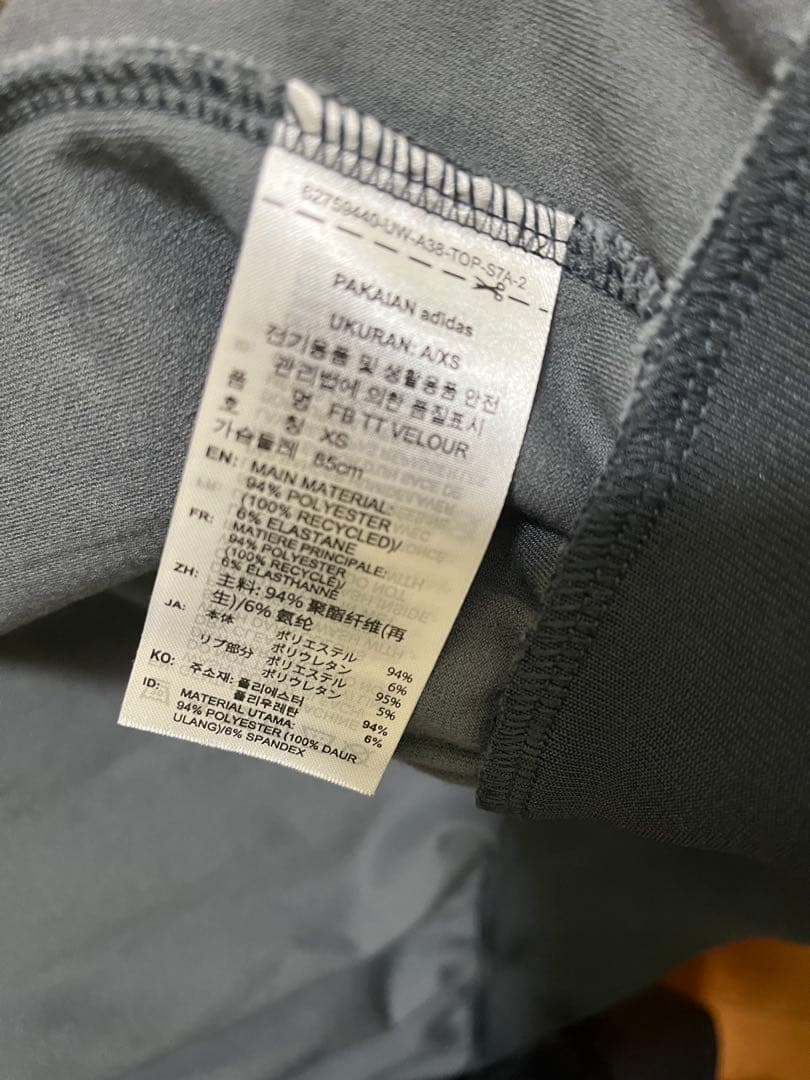 62759440-UW-A38-TOP-S7A-2
PAKAIAN adidas
UKURAN: A/XS
전기용품 및 생활용품 안전
관리법에 의한 품질표시
품 명 FB TT VELOUR
호 칭 XS
가슴둘레 85cm
EN: MAIN MATERIAL:
94% POLYESTER
(100% RECYCLED)/
6% ELASTANE
FR: MATIERE PRINCIPALE:
94% POLYESTER
(100% RECYCLE)/
6% ÉLASTHANNE
ZH: 主料: 94% 聚酯纤维(再
生)/6% 氨纶
JA: 本体 ポリエステル 94%
ポリウレタン 6%
リブ部分 ポリエステル 95%
ポリウレタン 5%
KO: 주소재: 폴리에스터 94%
폴리우레탄 6%
ID: MATERIAL UTAMA:
94% POLYESTER (100% DAUR
ULANG)/6% SPANDEX